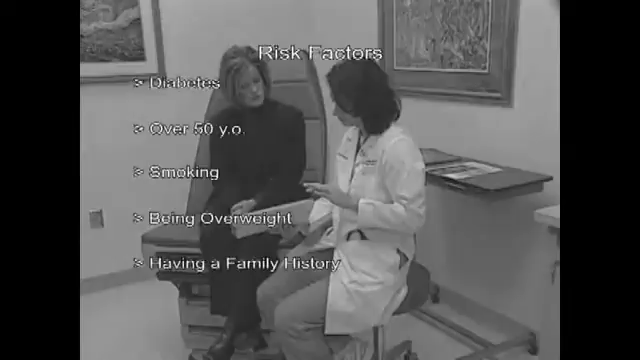 Risk Factors
> Diabetes
> Over 50 y.o.
> Smoking
> Being Overweight
> Having a Family History